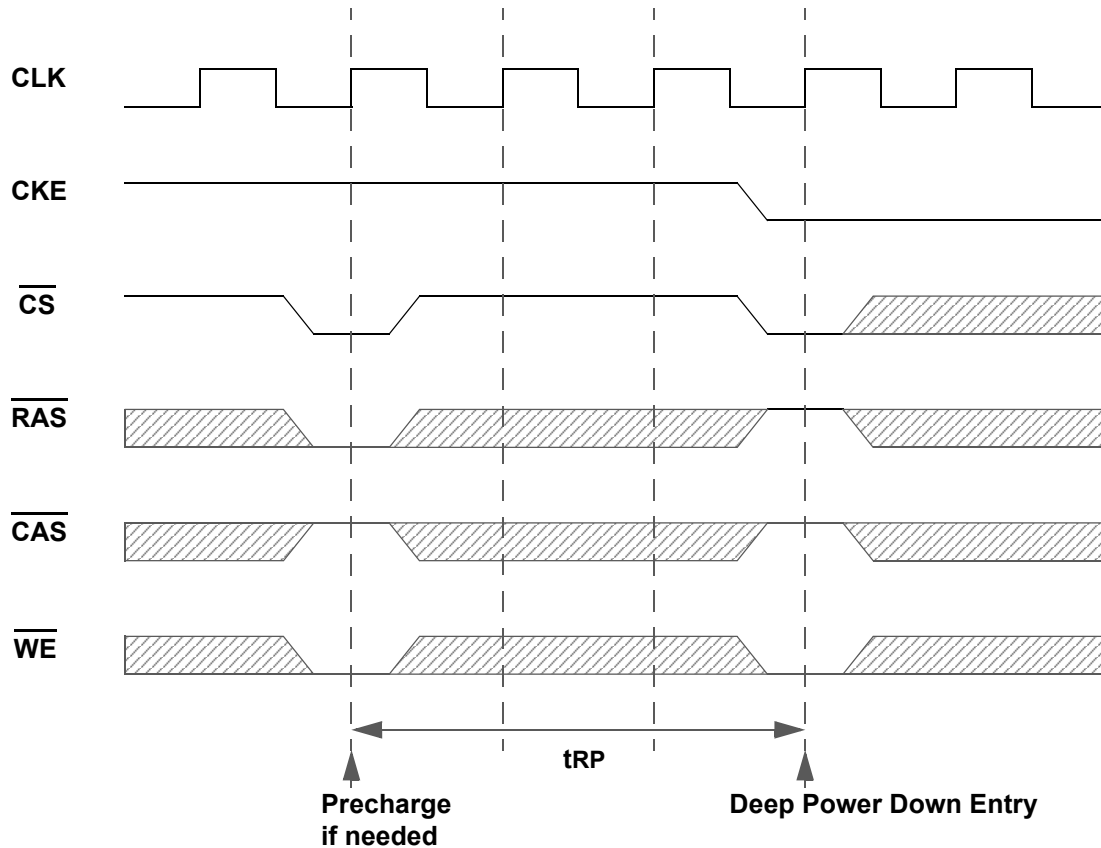 CLK
CKE
CS
RAS
CAS
WE
tRP
Precharge
if needed
Deep Power Down Entry